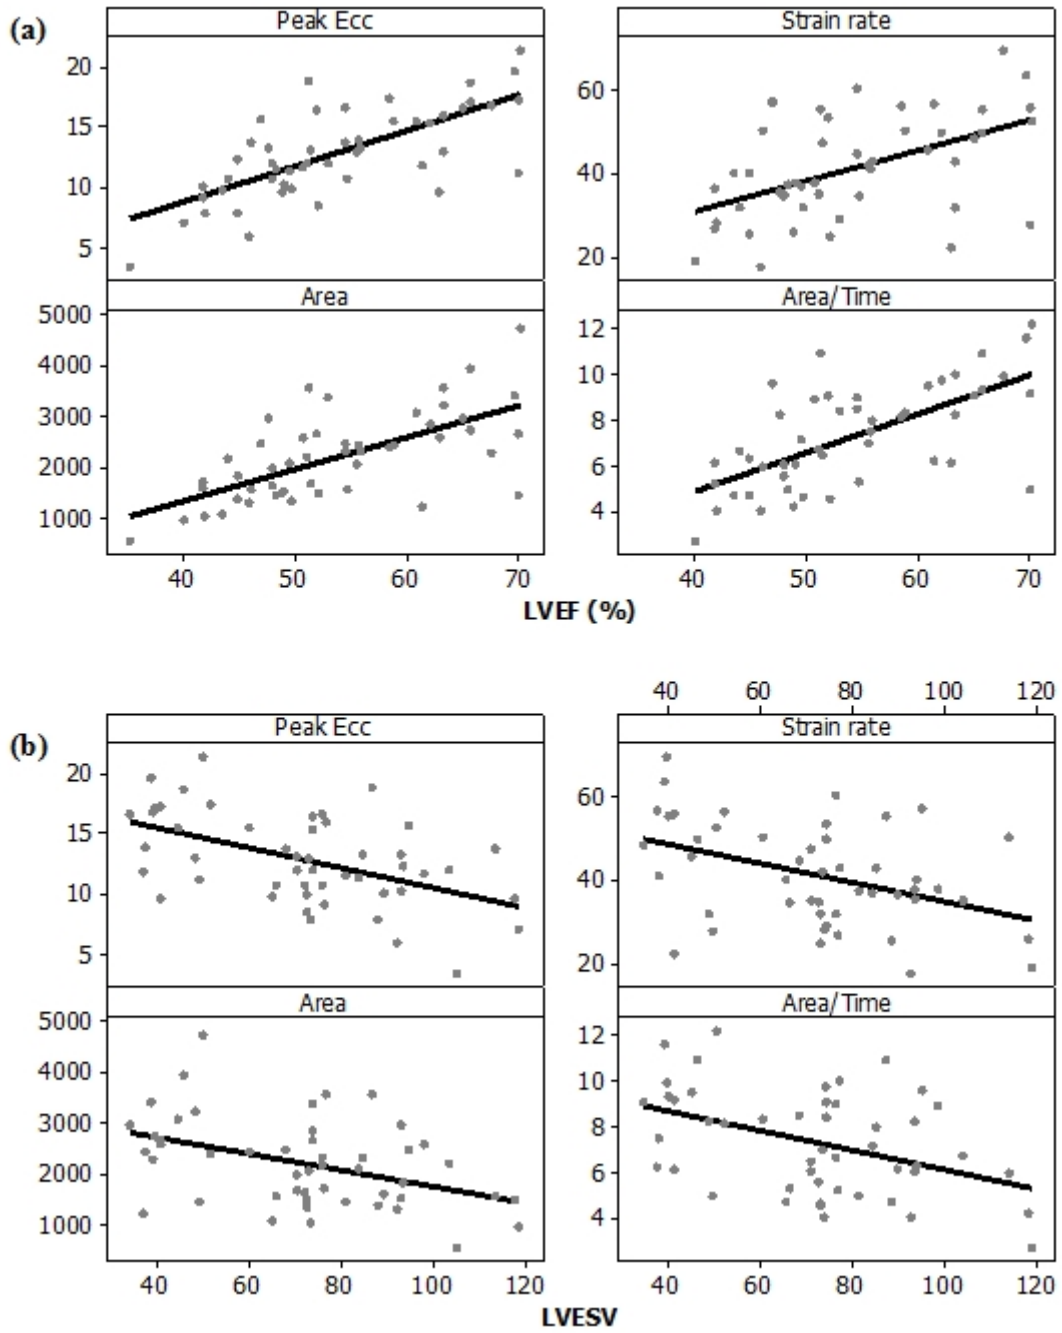 (a)
Peak Ecc Strain rate
20 60
15 40
10 20
5
Area Area/Time
5000 12
4000 10
3000 8
2000 6
1000 4
40 50 60 70 40 50 60 70
LVEF (%)
40 60 80 100 120
(b)
Peak Ecc Strain rate
20 60
15 40
10 20
5
Area Area/Time
5000 12
4000 10
3000 8
2000 6
1000 4
40 60 80 100 120 40 60 80 100 120
LVESV